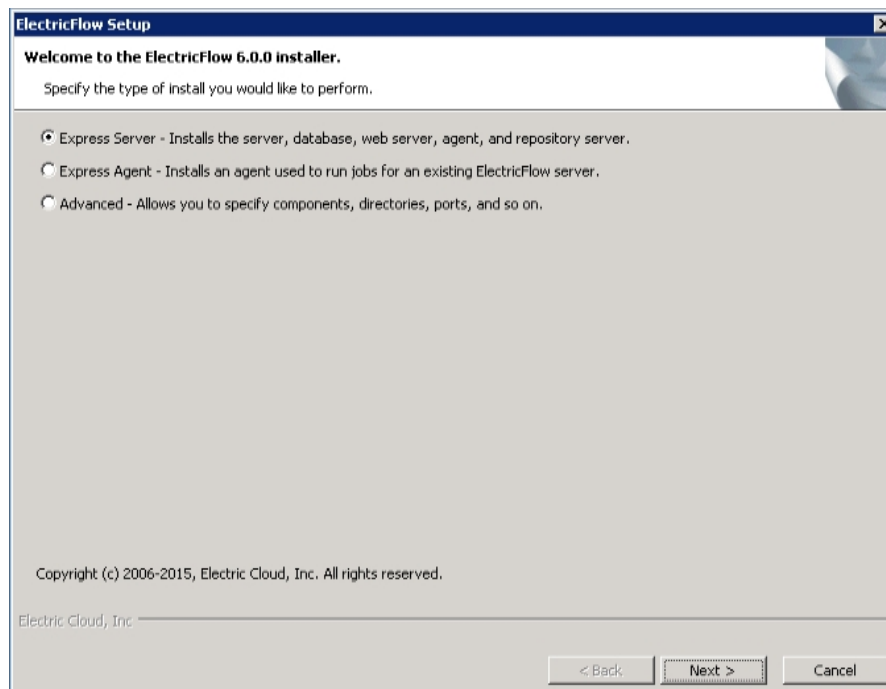 ElectricFlow Setup
Welcome to the ElectricFlow 6.0.0 installer.
Specify the type of install you would like to perform.
Express Server - Installs the server, database, web server, agent, and repository server.
Express Agent - Installs an agent used to run jobs for an existing ElectricFlow server.
Advanced - Allows you to specify components, directories, ports, and so on.
Copyright (c) 2006-2015, Electric Cloud, Inc. All rights reserved.
Electric Cloud, Inc
< Back Next > Cancel